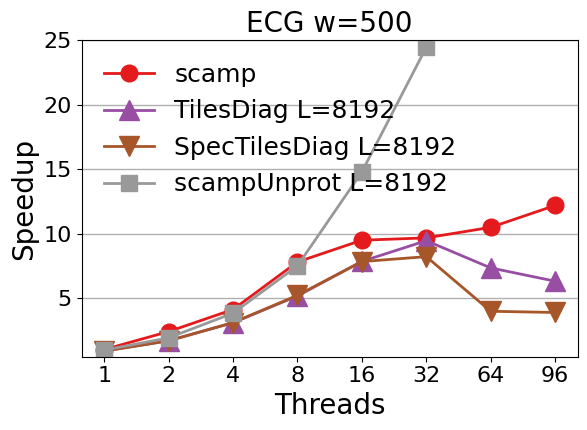 ECG w=500
25
20
15
10
5
Speedup
scamp
TilesDiag L=8192
SpecTilesDiag L=8192
scampUnprot L=8192
1 2 4 8 16 32 64 96
Threads